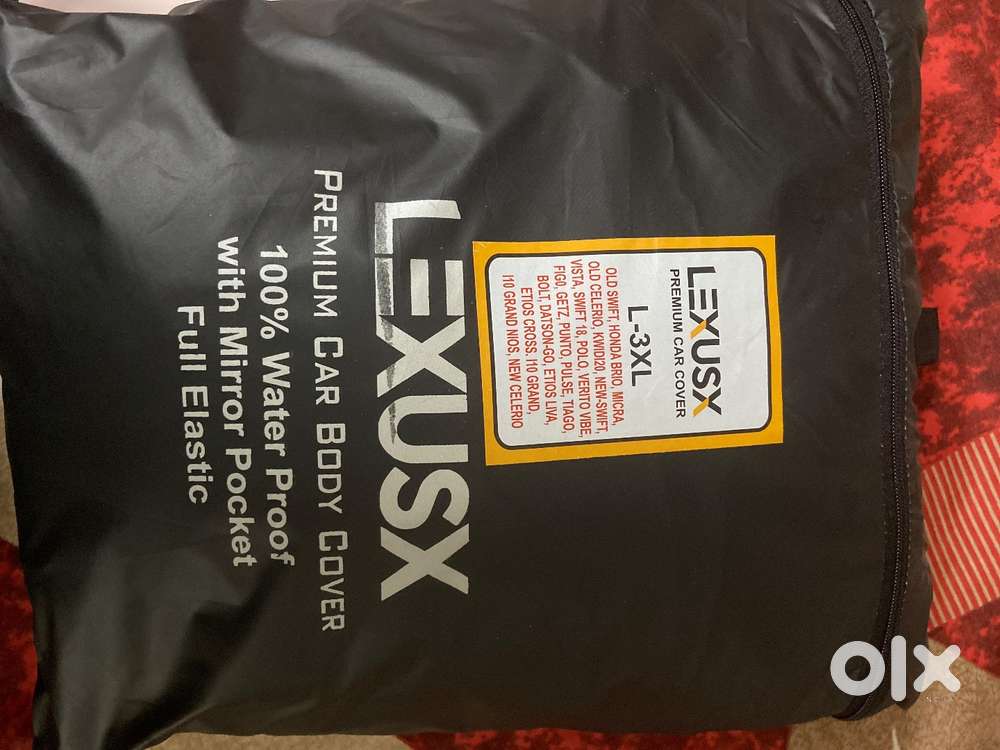 LEXUSX
PREMIUM CAR COVER
L-3XL
OLD SWIFT, HONDA BRIO, MICRA,
OLD CELERIO, KWIDI20, NEW-SWIFT,
VISTA, SWIFT 18, POLO, VERITO VIBE,
FIGO, GETZ, PUNTO, PULSE, TIAGO,
BOLT, DATSON-GO, ETIOS LIVA,
ETIOS CROSS. I10 GRAND,
I10 GRAND NIOS, NEW CELERIO
LEXUSX
PREMIUM CAR BODY COVER
100% Water Proof
with Mirror Pocket
Full Elastic
olx